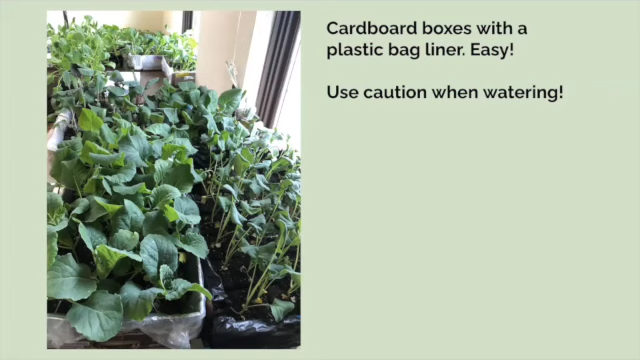 Cardboard boxes with a
plastic bag liner. Easy!
Use caution when watering!